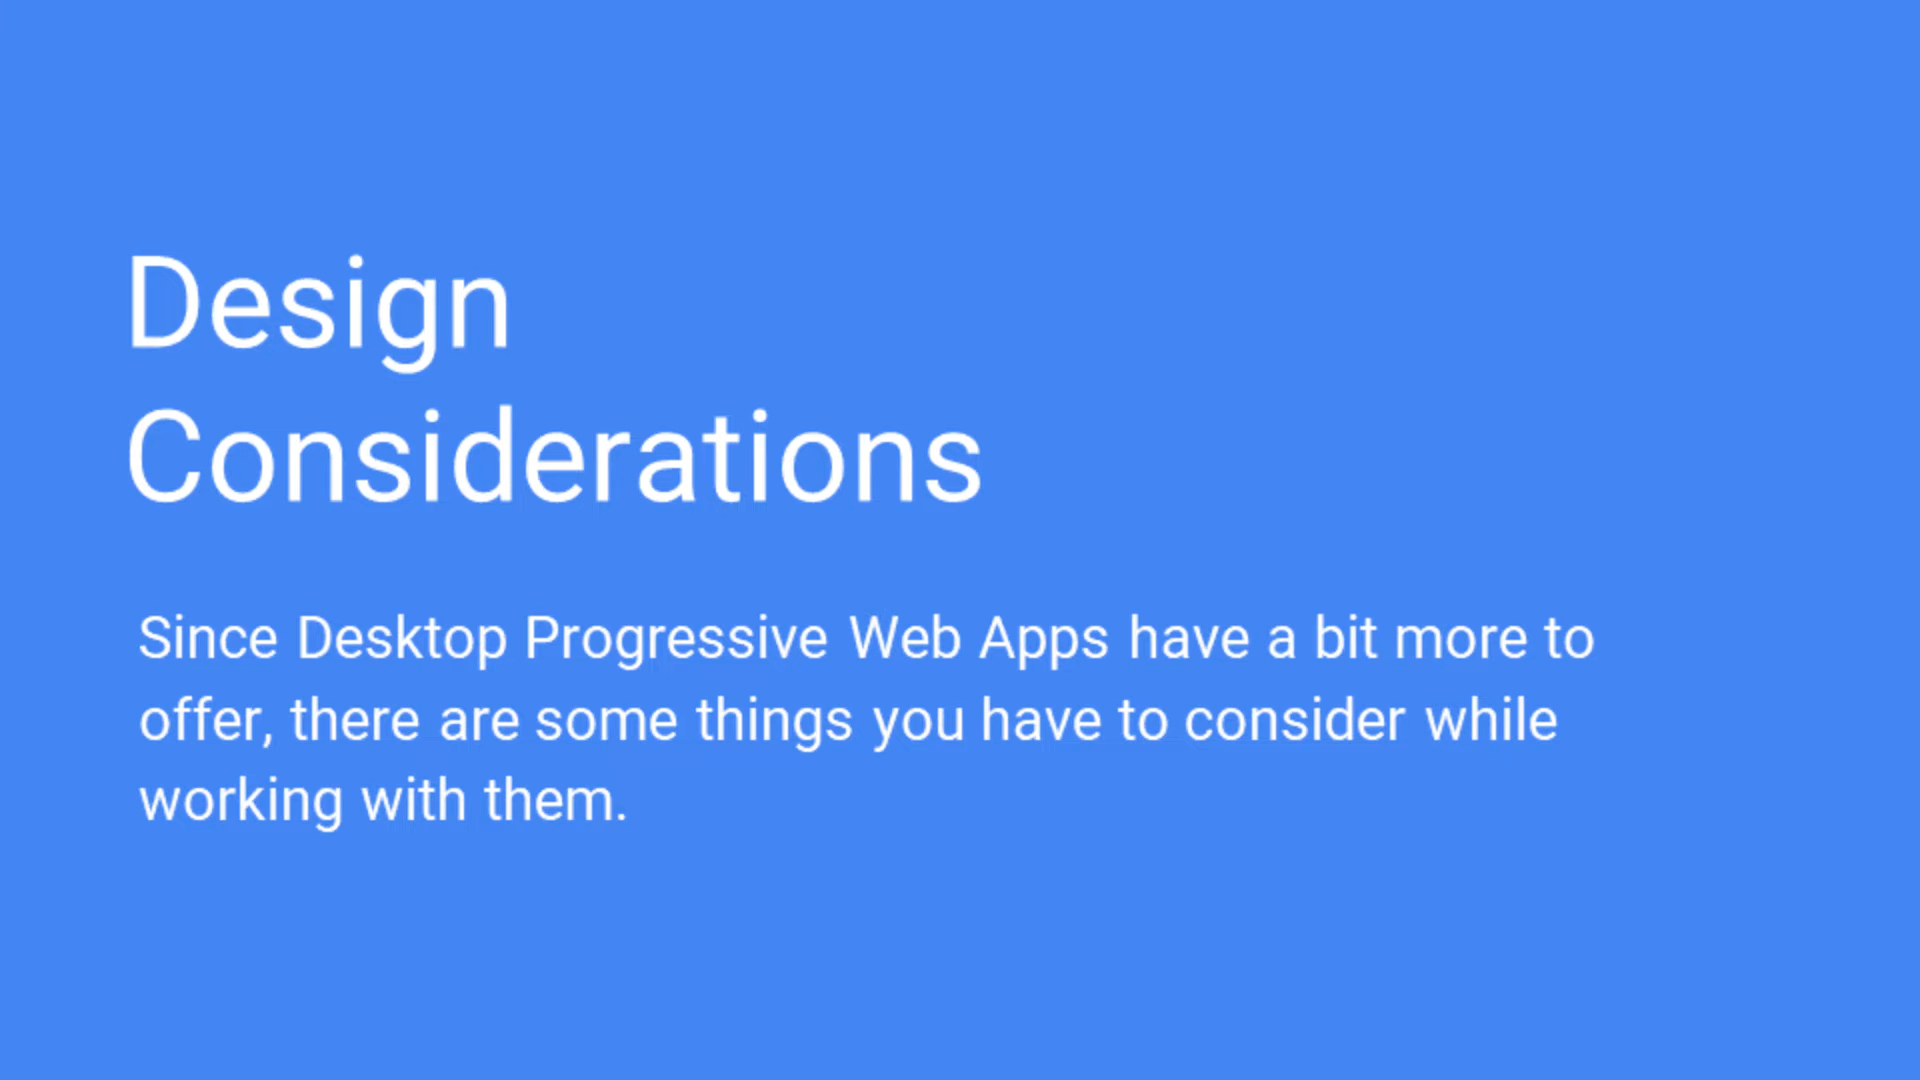 Design
Considerations
Since Desktop Progressive Web Apps have a bit more to
offer, there are some things you have to consider while
working with them.